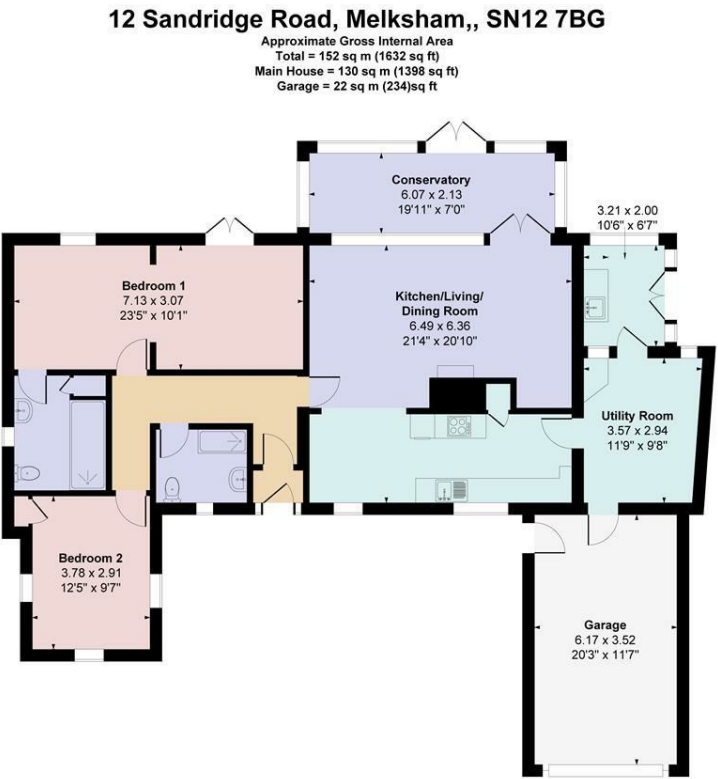 12 Sandridge Road, Melksham,, SN12 7BG
Approximate Gross Internal Area
Total = 152 sq m (1632 sq ft)
Main House = 130 sq m (1398 sq ft)
Garage = 22 sq m (234)sq ft
Conservatory
6.07 x 2.13
19'11" x 7'0"
3.21 x 2.00
10'6" x 6'7"
Bedroom 1
7.13 x 3.07
23'5" x 10'1"
Kitchen/Living/
Dining Room
6.49 x 6.36
21'4" x 20'10"
Utility Room
3.57 x 2.94
11'9" x 9'8"
Bedroom 2
3.78 x 2.91
12'5" x 9'7"
Garage
6.17 x 3.52
20'3" x 11'7"